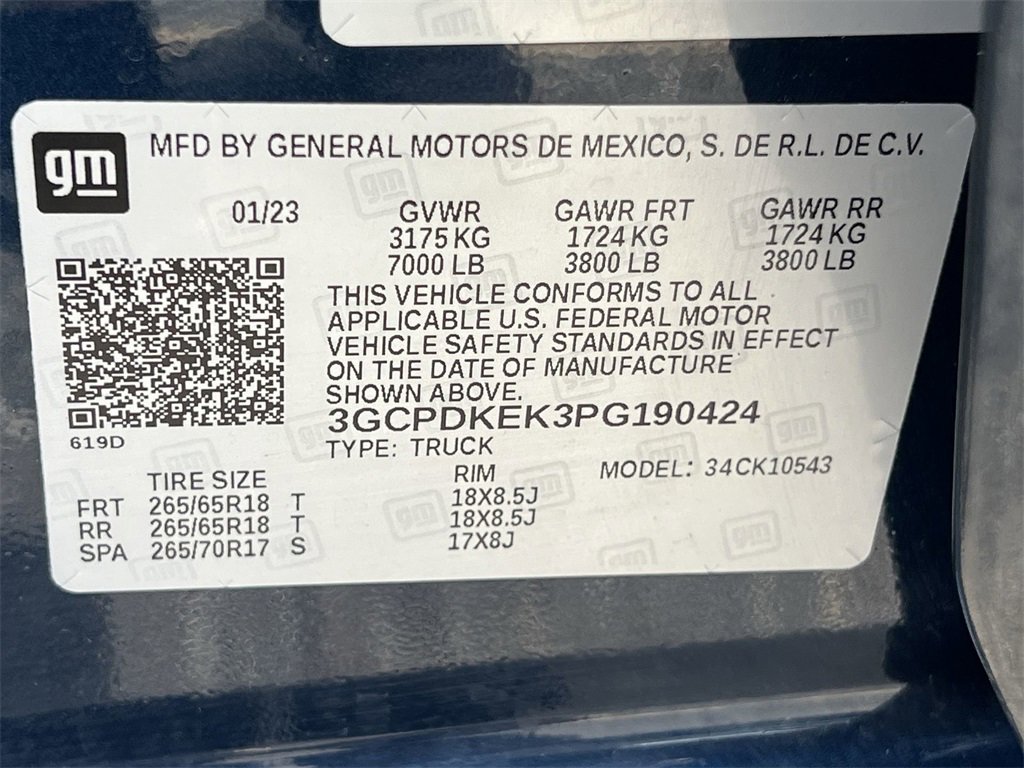 gm
MFD BY GENERAL MOTORS DE MEXICO, S. DE R.L. DE C.V.
01/23 GVWR GAWR FRT GAWR RR
3175 KG 1724 KG 1724 KG
7000 LB 3800 LB 3800 LB
THIS VEHICLE CONFORMS TO ALL
APPLICABLE U.S. FEDERAL MOTOR
VEHICLE SAFETY STANDARDS IN EFFECT
ON THE DATE OF MANUFACTURE
SHOWN ABOVE.
3GCPDKEK3PG190424
619D
TYPE: TRUCK
TIRE SIZE RIM MODEL: 34CK10543
FRT 265/65R18 T 18X8.5J
RR 265/65R18 T 18X8.5J
SPA 265/70R17 S 17X8J